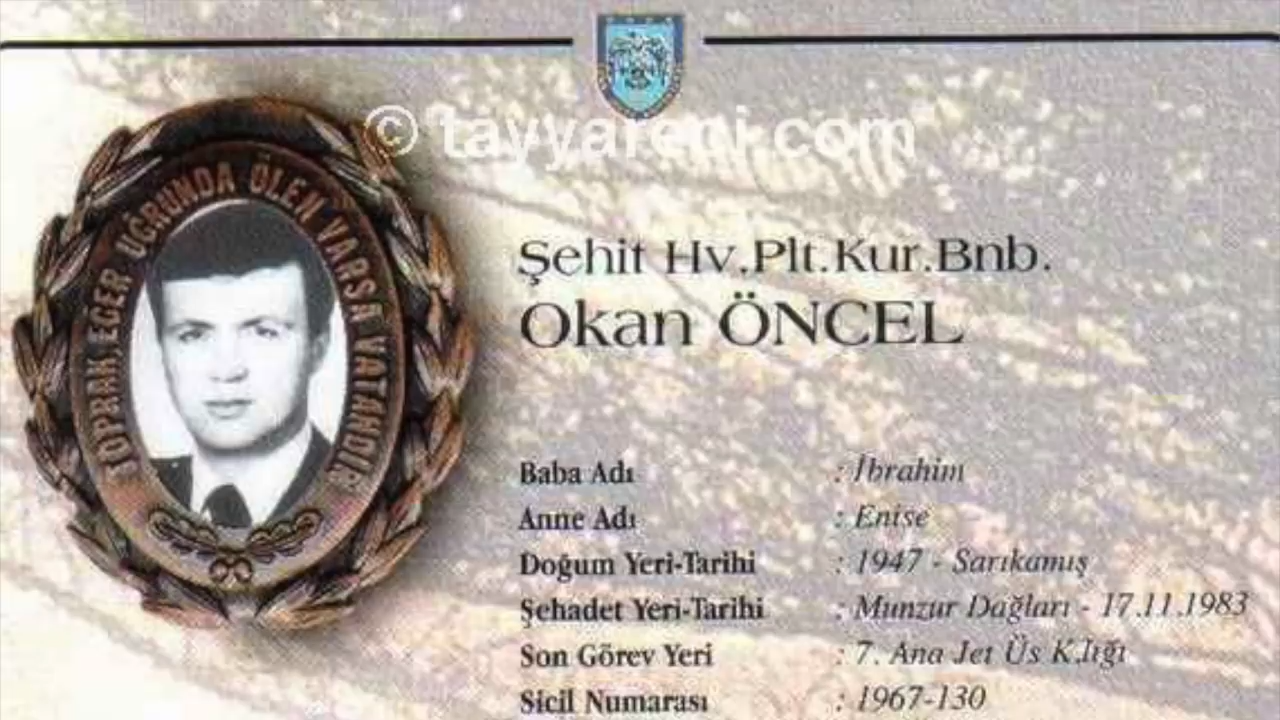 © tayyareci.com
TOPRAK, EĞER UĞRUNDA ÖLEN VARSA VATANDIR
Şehit Hv.Plt.Kur.Bnb.
Okan ÖNCEL
Baba Adı : İbrahim
Anne Adı : Enise
Doğum Yeri-Tarihi : 1947 - Sarıkamış
Şehadet Yeri-Tarihi : Munzur Dağları - 17.11.1983
Son Görev Yeri : 7. Ana Jet Üs K.lığı
Sicil Numarası : 1967-130